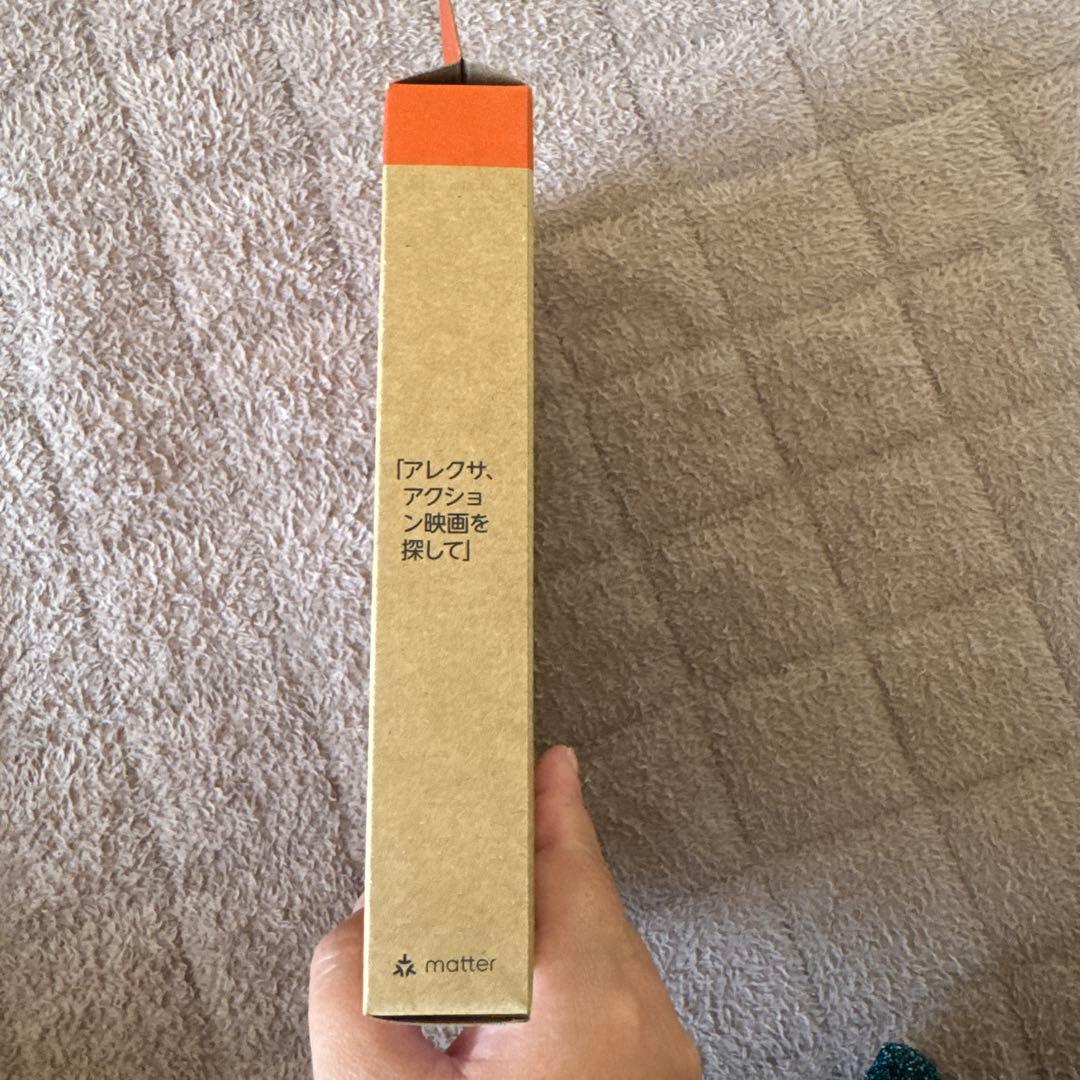 「アレクサ、
アクショ
ン映画を
探して」
matter